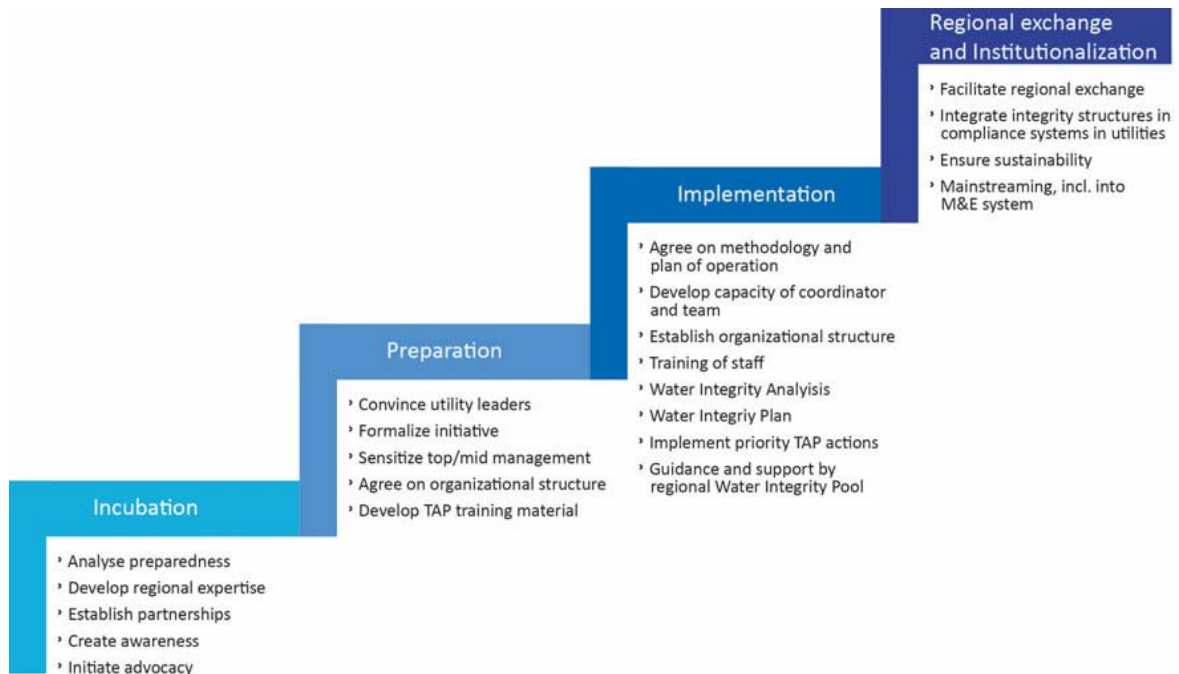 Regional exchange
and Institutionalization
› Facilitate regional exchange
› Integrate integrity structures in
compliance systems in utilities
› Ensure sustainability
› Mainstreaming, incl. into
M&E system
Implementation
› Agree on methodology and
plan of operation
› Develop capacity of coordinator
and team
› Establish organizational structure
› Training of staff
› Water Integrity Analyisis
› Water Integriy Plan
› Implement priority TAP actions
› Guidance and support by
regional Water Integrity Pool
Preparation
› Convince utility leaders
› Formalize initiative
› Sensitize top/mid management
› Agree on organizational structure
› Develop TAP training material
Incubation
› Analyse preparedness
› Develop regional expertise
› Establish partnerships
› Create awareness
› Initiate advocacy